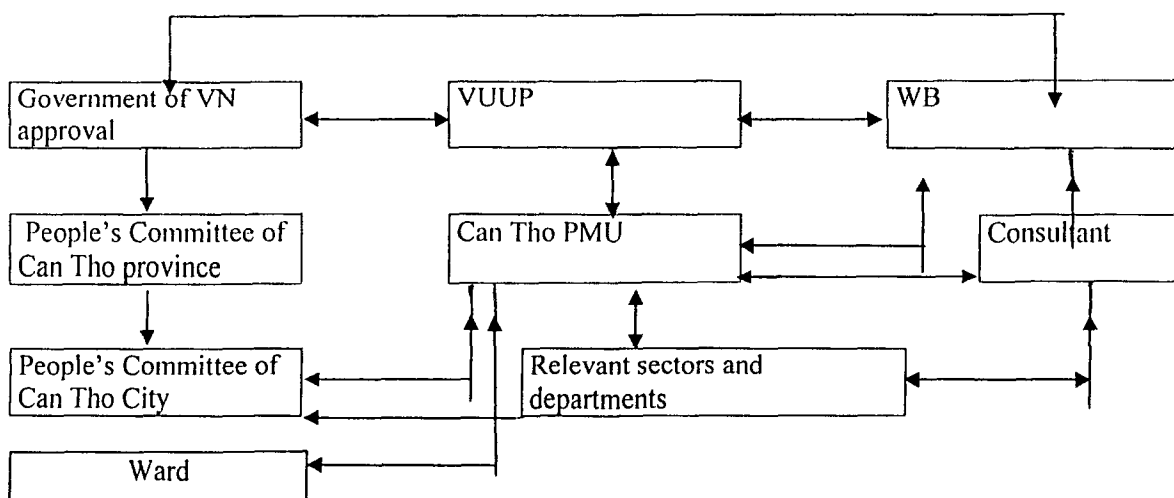 Government of VN
approval
VUUP
WB
People's Committee of
Can Tho province
Can Tho PMU
Consultant
People's Committee of
Can Tho City
Relevant sectors and
departments
Ward